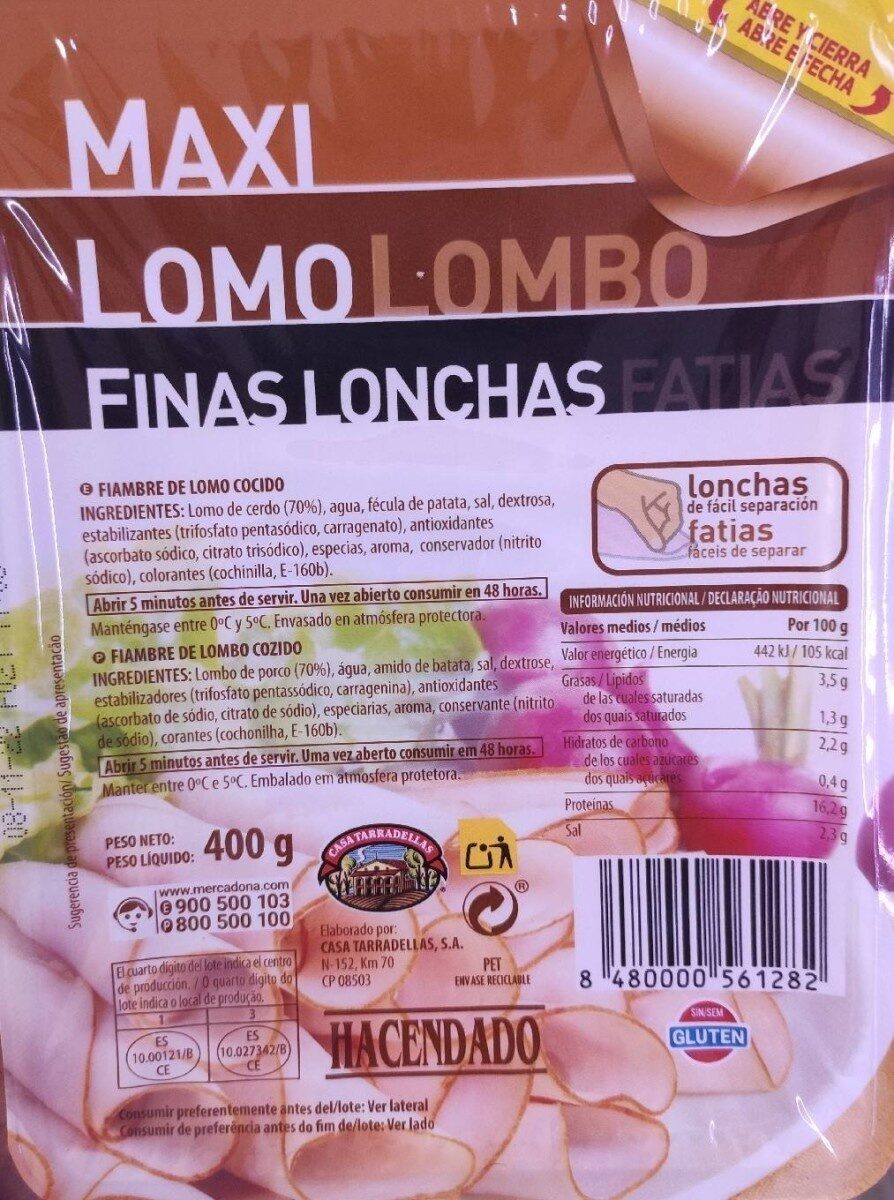 ABRE Y CIERRA
ABRE E FECHA
MAXI
LOMO LOMBO
FINAS LONCHAS FATIAS
lonchas
de fácil separación
fatias
fáceis de separar
E FIAMBRE DE LOMO COCIDO
INGREDIENTES: Lomo de cerdo (70%), agua, fécula de patata, sal, dextrosa,
estabilizantes (trifosfato pentasódico, carragenato), antioxidantes
(ascorbato sódico, citrato trisódico), especias, aroma, conservador (nitrito
sódico), colorantes (cochinilla, E-160b).
Abrir 5 minutos antes de servir. Una vez abierto consumir en 48 horas.
Manténgase entre 0ºC y 5ºC. Envasado en atmósfera protectora.
P FIAMBRE DE LOMBO COZIDO
INGREDIENTES: Lombo de porco (70%), água, amido de batata, sal, dextrose,
estabilizadores (trifosfato pentassódico, carragenina), antioxidantes
(ascorbato de sódio, citrato de sódio), especiarias, aroma, conservante (nitrito
de sódio), corantes (cochonilha, E-160b).
Abrir 5 minutos antes de servir. Uma vez aberto consumir em 48 horas.
Manter entre 0ºC e 5ºC. Embalado em atmosfera protetora.
INFORMACIÓN NUTRICIONAL / DECLARAÇÃO NUTRICIONAL
Valores medios / médios Por 100 g
Valor energético / Energia 442 kJ / 105 kcal
Grasas / Lípidos 3,5 g
de las cuales saturadas
dos quais saturados 1,3 g
Hidratos de carbono 2,2 g
de los cuales azúcares
dos quais açúcares 0,4 g
Proteínas 16,2 g
Sal 2,3 g
Sugerencia de presentación/ Sugestão de apresentação
PESO NETO:
PESO LÍQUIDO: 400 g
www.mercadona.com
E 900 500 103
P 800 500 100
CASA TARRADELLAS
Elaborado por:
CASA TARRADELLAS, S.A.
N-152, Km 70
CP 08503
PET
ENVASE RECICLABLE
8 480000 561282
El cuarto dígito del lote indica el centro
de producción. / O quarto dígito do
lote indica o local de produção.
1 3
ES
10.00121/B
CE
ES
10.027342/B
CE
HACENDADO
SIN/SEM
GLUTEN
Consumir preferentemente antes del/lote: Ver lateral
Consumir de preferência antes do fim de/lote: Ver lado